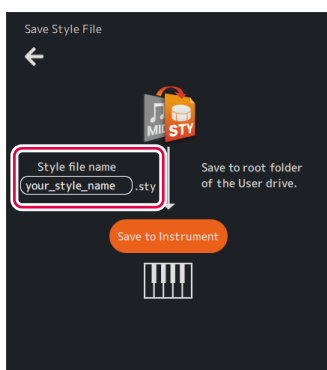 Save Style File
MID STY
Style file name
your_style_name .sty
Save to root folder
of the User drive.
Save to Instrument